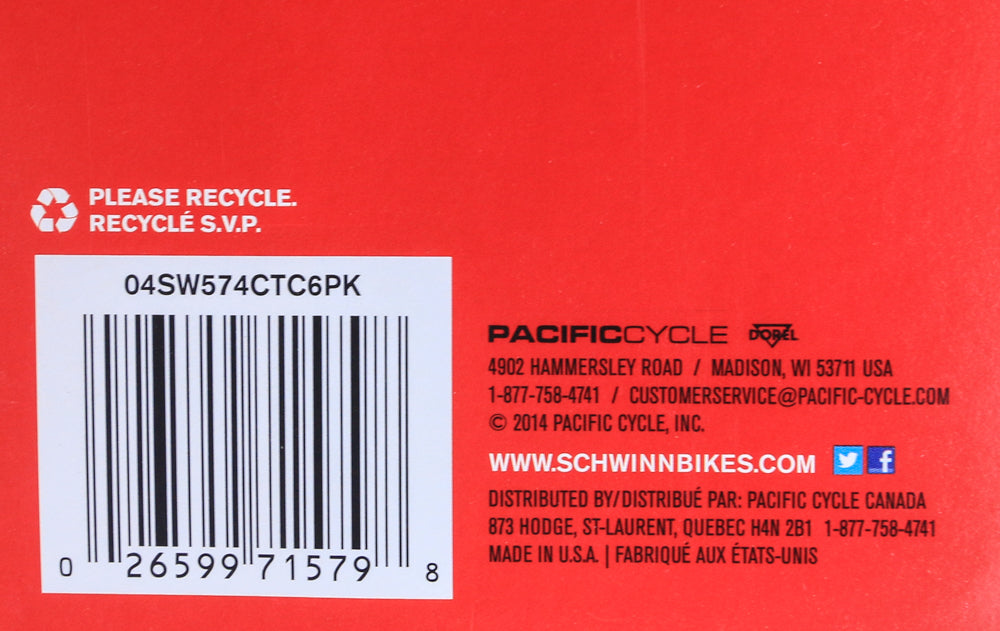 PLEASE RECYCLE.
RECYCLÉ S.V.P.
04SW574CTC6PK
0 26599 71579 8
PACIFICCYCLE DOREL
4902 HAMMERSLEY ROAD / MADISON, WI 53711 USA
1-877-758-4741 / CUSTOMERSERVICE@PACIFIC-CYCLE.COM
© 2014 PACIFIC CYCLE, INC.
WWW.SCHWINNBIKES.COM f
DISTRIBUTED BY/DISTRIBUÉ PAR: PACIFIC CYCLE CANADA
873 HODGE, ST-LAURENT, QUEBEC H4N 2B1 1-877-758-4741
MADE IN U.S.A. | FABRIQUÉ AUX ÉTATS-UNIS